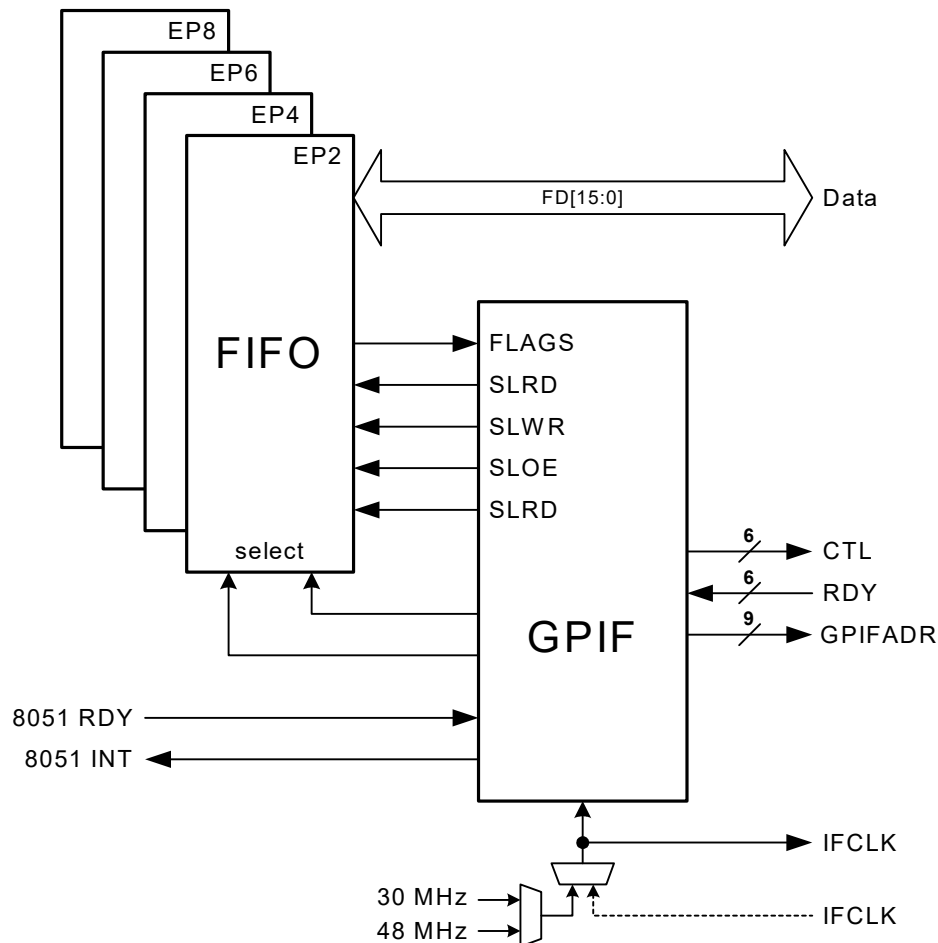 EP8
EP6
EP4
EP2
FD[15:0]
Data
FIFO
FLAGS
SLRD
SLWR
SLOE
SLRD
select
GPIF
6
CTL
6
RDY
9
GPIFADR
8051 RDY
8051 INT
IFCLK
30 MHz
48 MHz
IFCLK